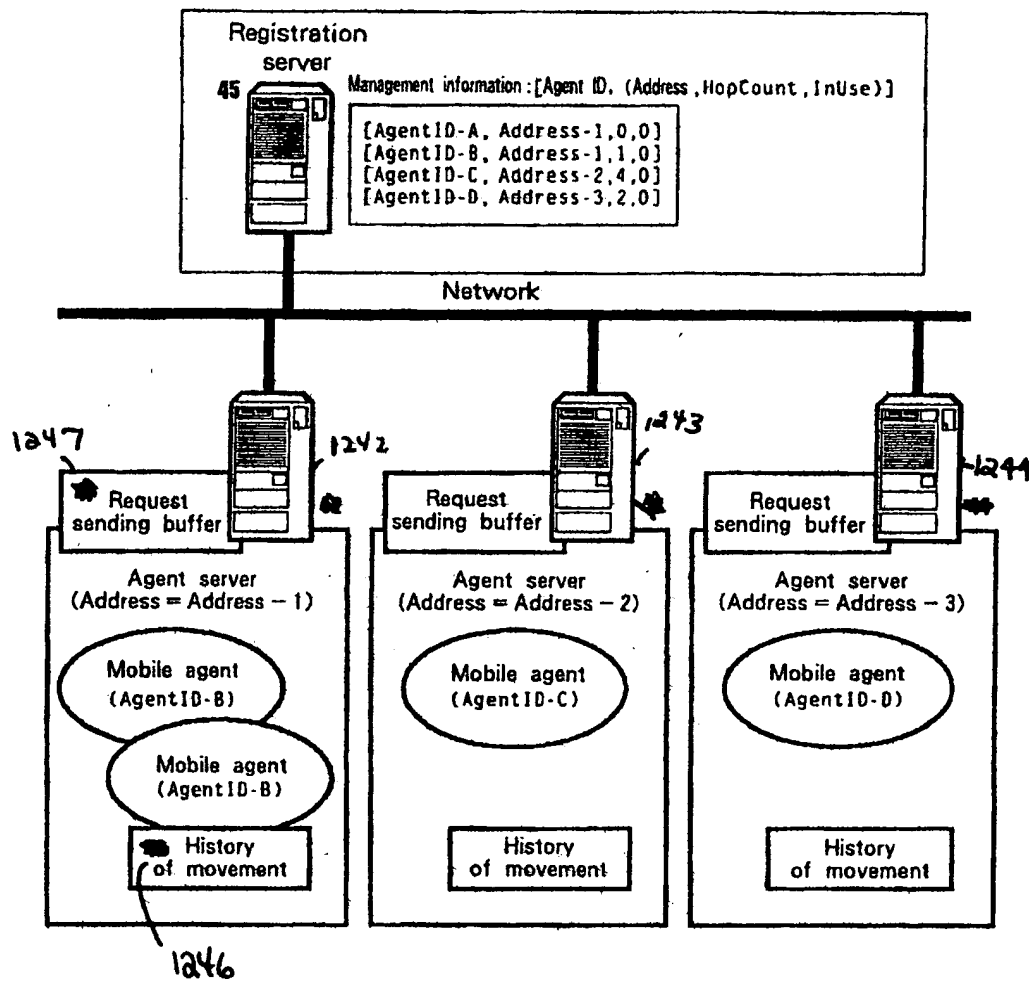 Registration
server
45
Management information :[Agent ID, (Address ,HopCount,InUse)]
[AgentID-A, Address-1,0,0]
[AgentID-B, Address-1,1,0]
[AgentID-C, Address-2,4,0]
[AgentID-D, Address-3,2,0]
Network
1247
1242
1243
1244
Request
sending buffer
Request
sending buffer
Request
sending buffer
Agent server
(Address = Address – 1)
Agent server
(Address = Address – 2)
Agent server
(Address = Address – 3)
Mobile agent
(AgentID-B)
Mobile agent
(AgentID-C)
Mobile agent
(AgentID-D)
Mobile agent
(AgentID-B)
History
of movement
History
of movement
History
of movement
1246